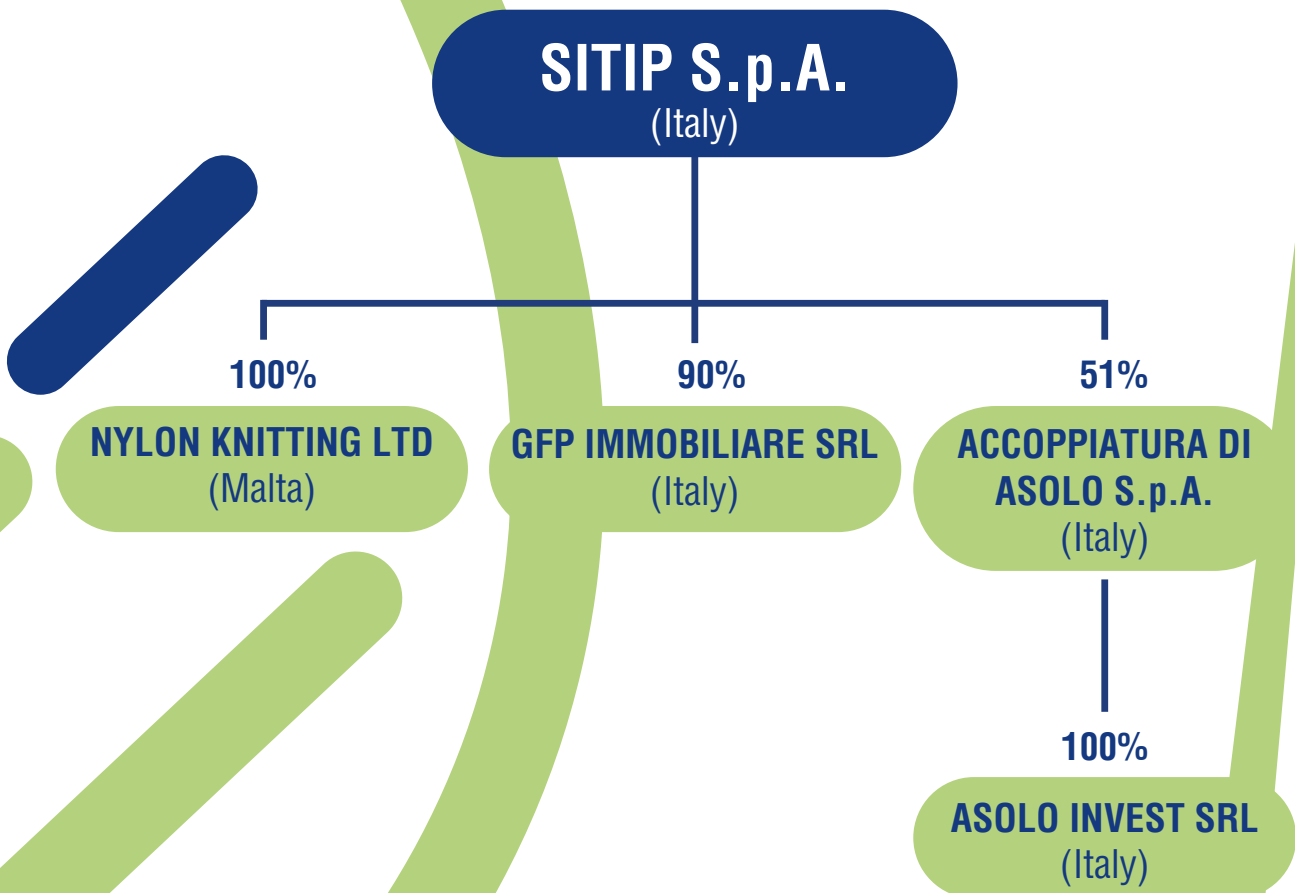 SITIP S.p.A.
(Italy)
100%
90%
51%
NYLON KNITTING LTD
(Malta)
GFP IMMOBILIARE SRL
(Italy)
ACCOPPIATURA DI
ASOLO S.p.A.
(Italy)
100%
ASOLO INVEST SRL
(Italy)